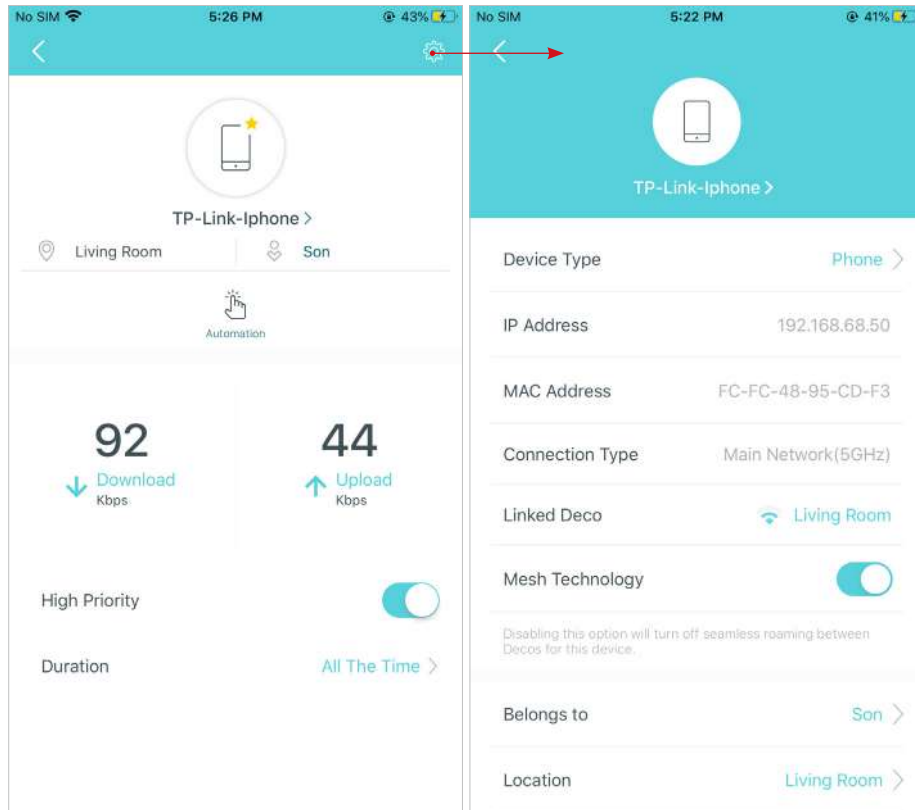 No SIM 5:26 PM 43%
TP-Link-Iphone >
Living Room Son
Automation
92 44
Download Upload
Kbps Kbps
High Priority
Duration All The Time >
No SIM 5:22 PM 41%
TP-Link-Iphone >
Device Type Phone >
IP Address 192.168.68.50
MAC Address FC-FC-48-95-CD-F3
Connection Type Main Network(5GHz)
Linked Deco Living Room
Mesh Technology
Disabling this option will turn off seamless roaming between
Decos for this device.
Belongs to Son >
Location Living Room >